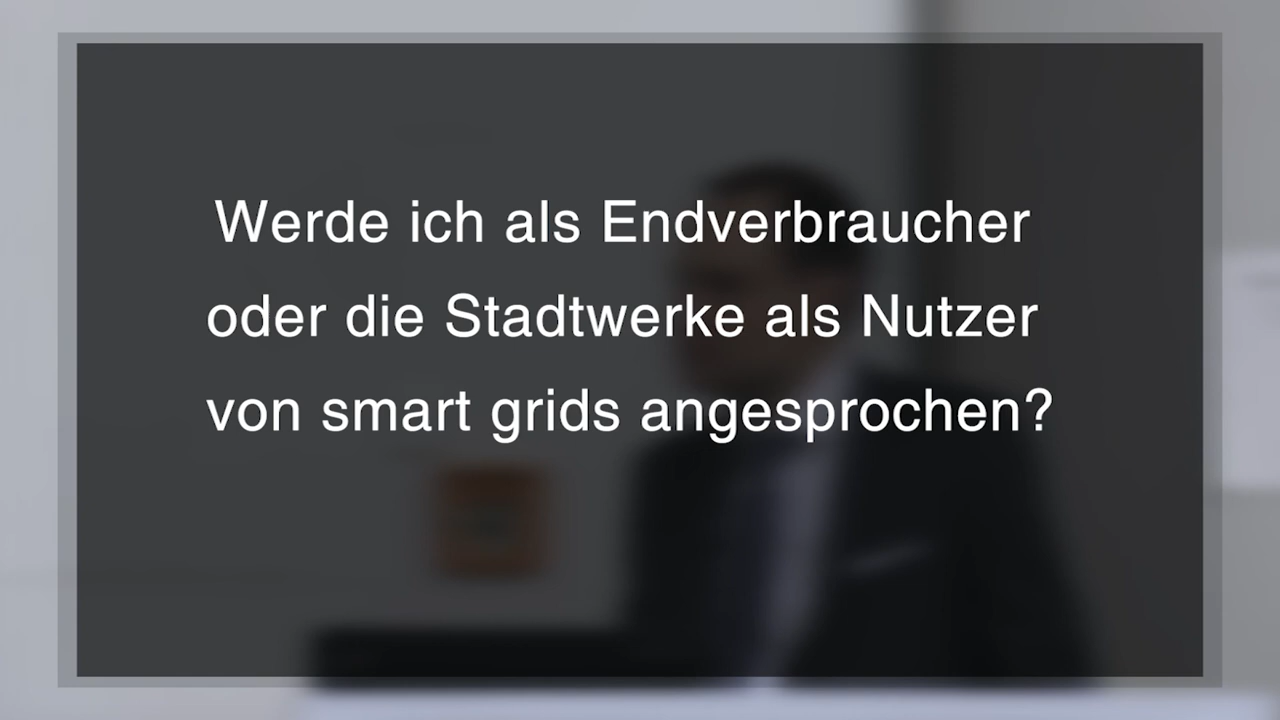 Werde ich als Endverbraucher
oder die Stadtwerke als Nutzer
von smart grids angesprochen?